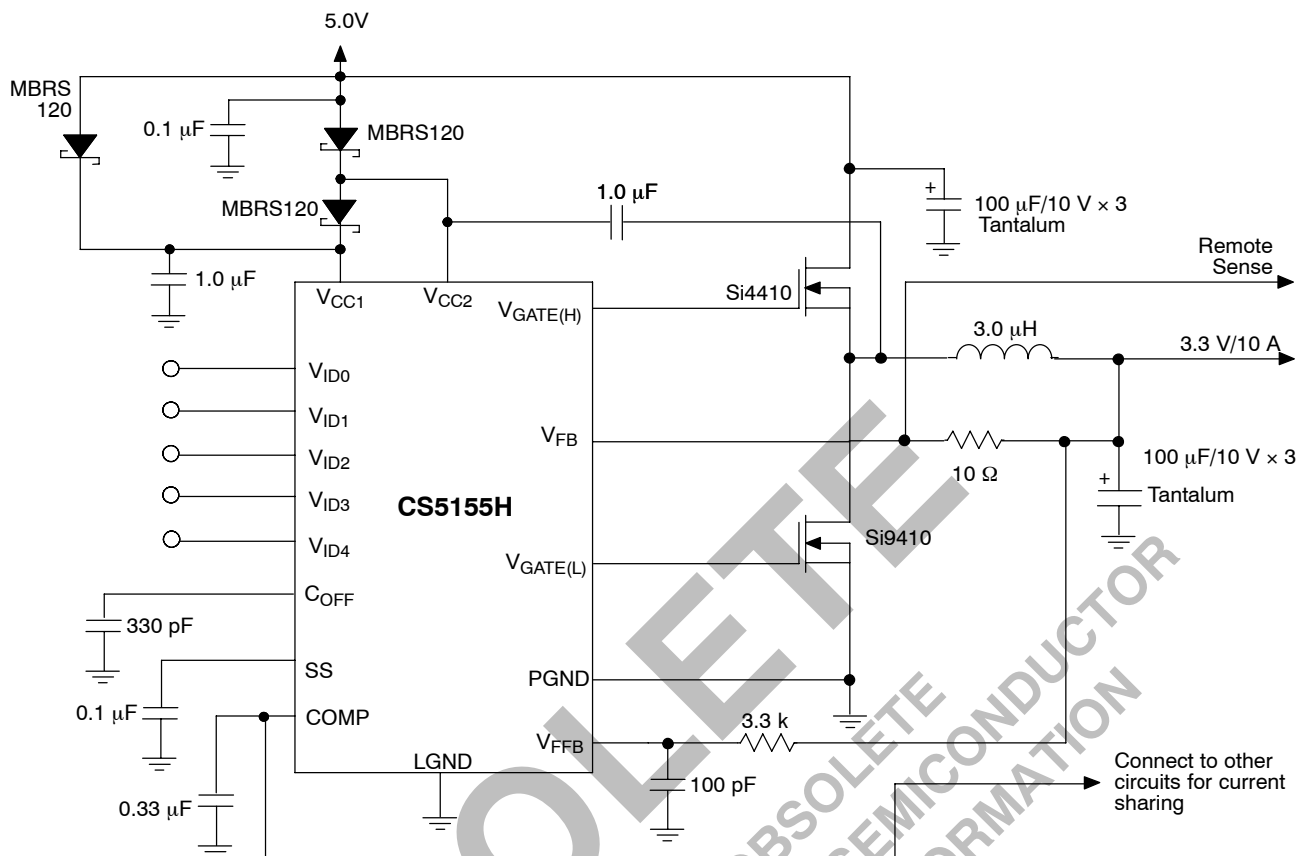 5.0V
MBRS
120
0.1 μF
MBRS120
MBRS120
1.0 μF
100 μF/10 V × 3
Tantalum
1.0 μF
Remote
Sense
VCC1
VCC2
VGATE(H)
Si4410
3.0 μH
3.3 V/10 A
VID0
VID1
VID2
VID3
VID4
VFB
10 Ω
100 μF/10 V × 3
Tantalum
CS5155H
Si9410
VGATE(L)
COFF
330 pF
SS
PGND
0.1 μF
COMP
3.3 k
VFFB
LGND
100 pF
0.33 μF
Connect to other
circuits for current
sharing
OLETE
OBSOLETE
SEMICONDUCTOR
ORMATION